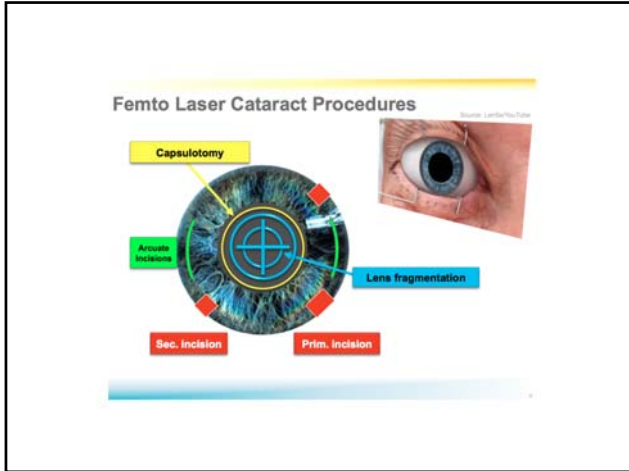 Femto Laser Cataract Procedures
Source: LenSx/YouTube
Capsulotomy
Arcuate
incisions
Lens fragmentation
Sec. incision
Prim. incision